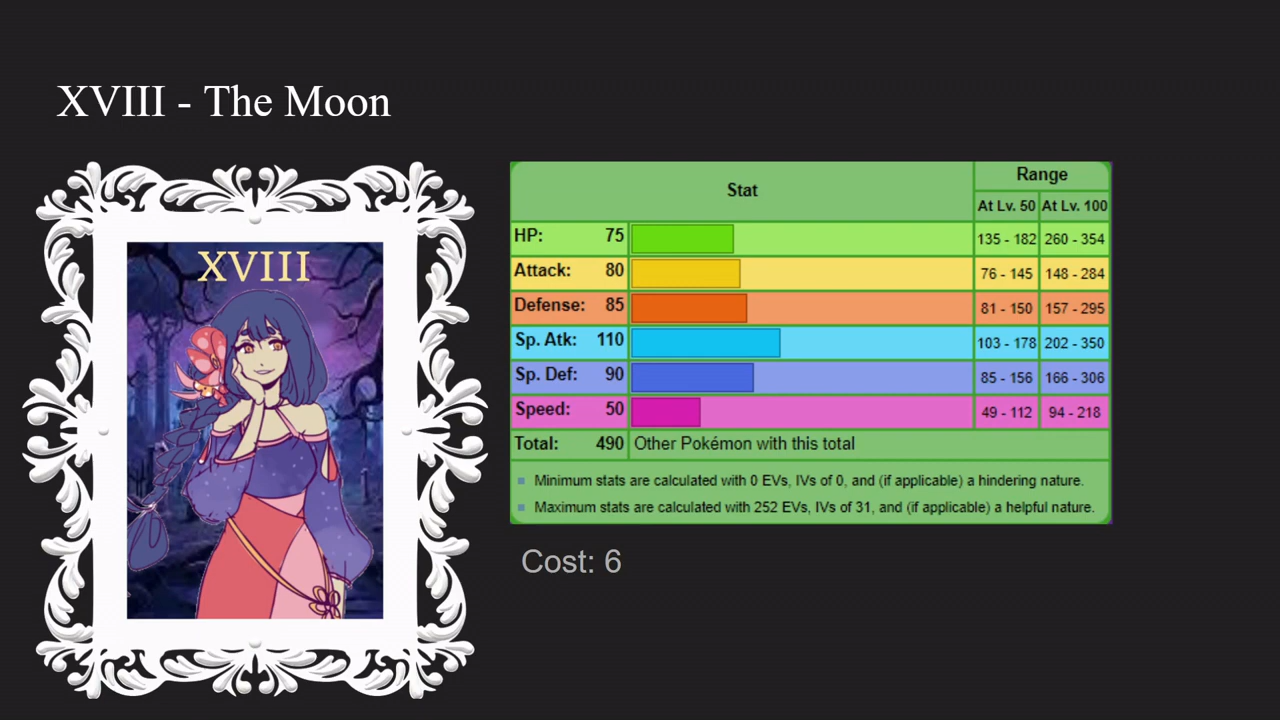 XVIII - The Moon
XVIII
Stat
Range
At Lv. 50 At Lv. 100
HP: 75 135 - 182 260 - 354
Attack: 80 76 - 145 148 - 284
Defense: 85 81 - 150 157 - 295
Sp. Atk: 110 103 - 178 202 - 350
Sp. Def: 90 85 - 156 166 - 306
Speed: 50 49 - 112 94 - 218
Total: 490 Other Pokémon with this total
Minimum stats are calculated with 0 EVs, IVs of 0, and (if applicable) a hindering nature.
Maximum stats are calculated with 252 EVs, IVs of 31, and (if applicable) a helpful nature.
Cost: 6